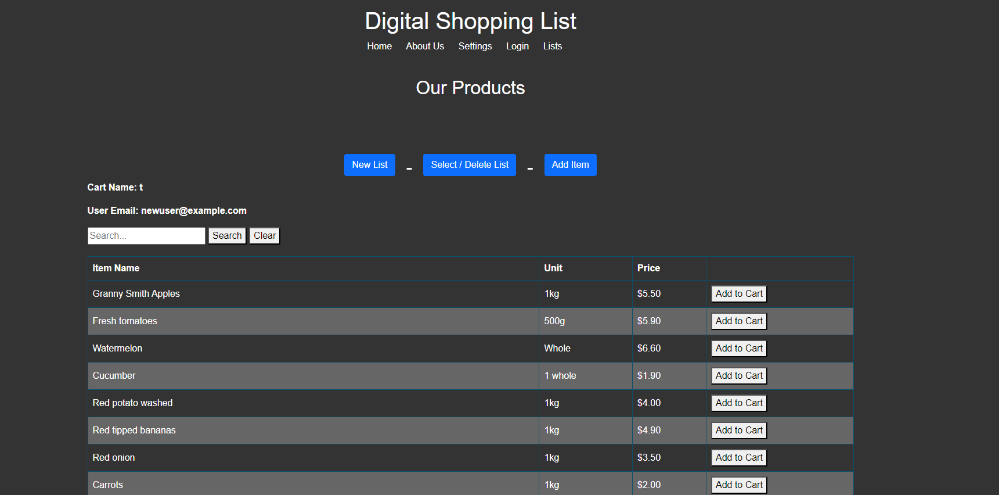 Digital Shopping List
Home About Us Settings Login Lists
Our Products
New List - Select / Delete List - Add Item
Cart Name: t
User Email: newuser@example.com
Search... Search Clear
Item Name Unit Price
Granny Smith Apples 1kg $5.50 Add to Cart
Fresh tomatoes 500g $5.90 Add to Cart
Watermelon Whole $6.60 Add to Cart
Cucumber 1 whole $1.90 Add to Cart
Red potato washed 1kg $4.00 Add to Cart
Red tipped bananas 1kg $4.90 Add to Cart
Red onion 1kg $3.50 Add to Cart
Carrots 1kg $2.00 Add to Cart